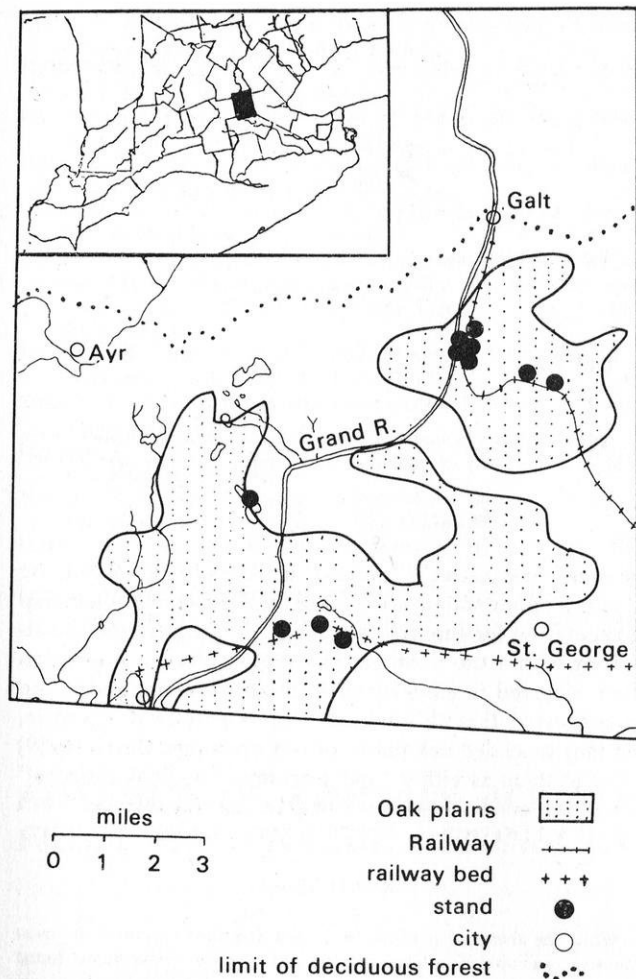 Galt
Ayr
Grand R.
St. George
miles
0 1 2 3
Oak plains
Railway
railway bed
stand
city
limit of deciduous forest